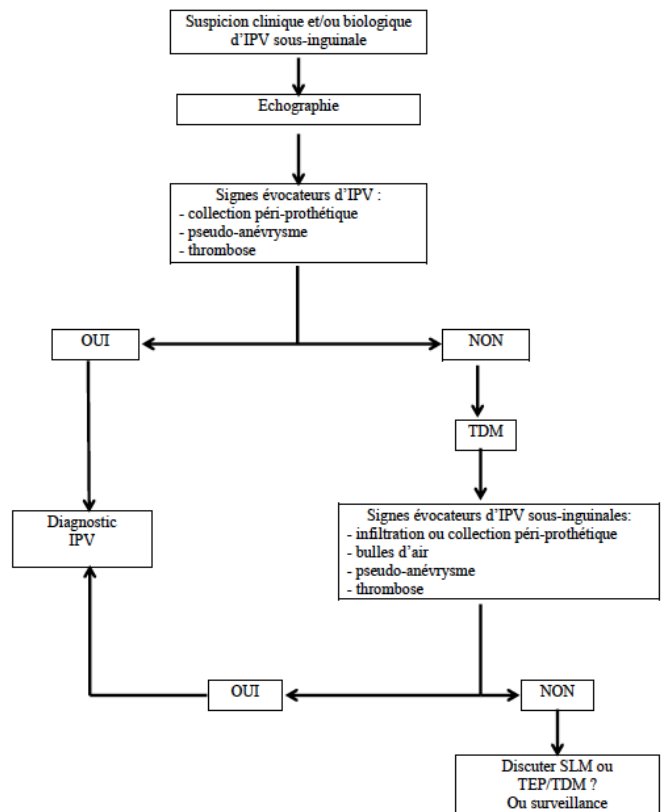 Suspicion clinique et/ou biologique
d'IPV sous-inguinale
Echographie
Signes évocateurs d'IPV :
- collection péri-prothétique
- pseudo-anévrysme
- thrombose
OUI
NON
TDM
Diagnostic
IPV
Signes évocateurs d'IPV sous-inguinales:
- infiltration ou collection péri-prothétique
- bulles d'air
- pseudo-anévrysme
- thrombose
OUI
NON
Discuter SLM ou
TEP/TDM ?
Ou surveillance